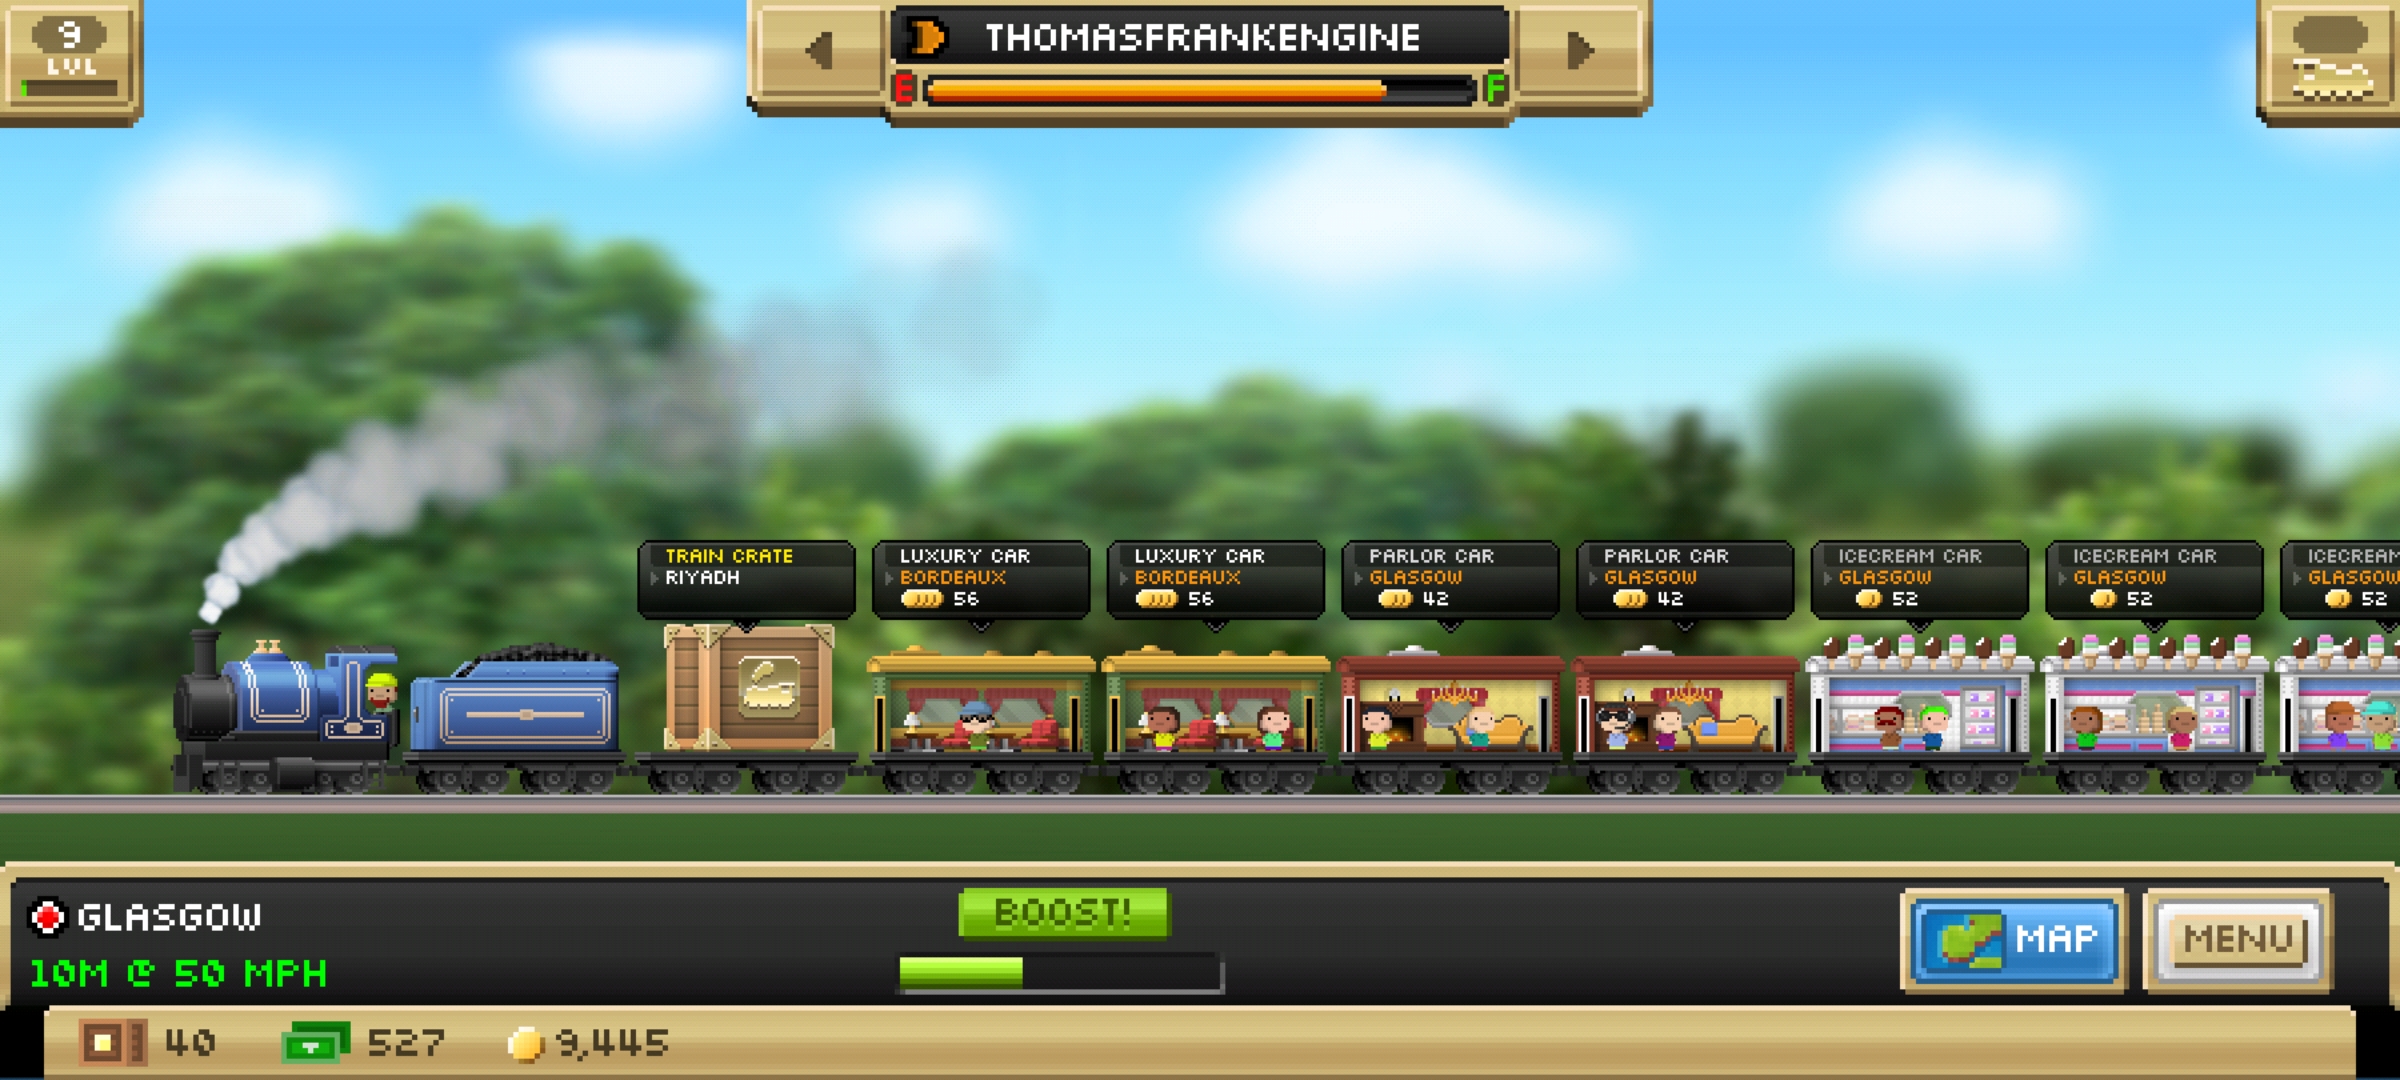 9
LVL
THOMASFRANKENGINE
E F
TRAIN CRATE
RIYADH
LUXURY CAR
BORDEAUX
56
LUXURY CAR
BORDEAUX
56
PARLOR CAR
GLASGOW
42
PARLOR CAR
GLASGOW
42
ICECREAM CAR
GLASGOW
52
ICECREAM CAR
GLASGOW
52
ICECREAM
GLASGOW
52
GLASGOW
10M @ 50 MPH
BOOST!
MAP
MENU
40
527
9,445